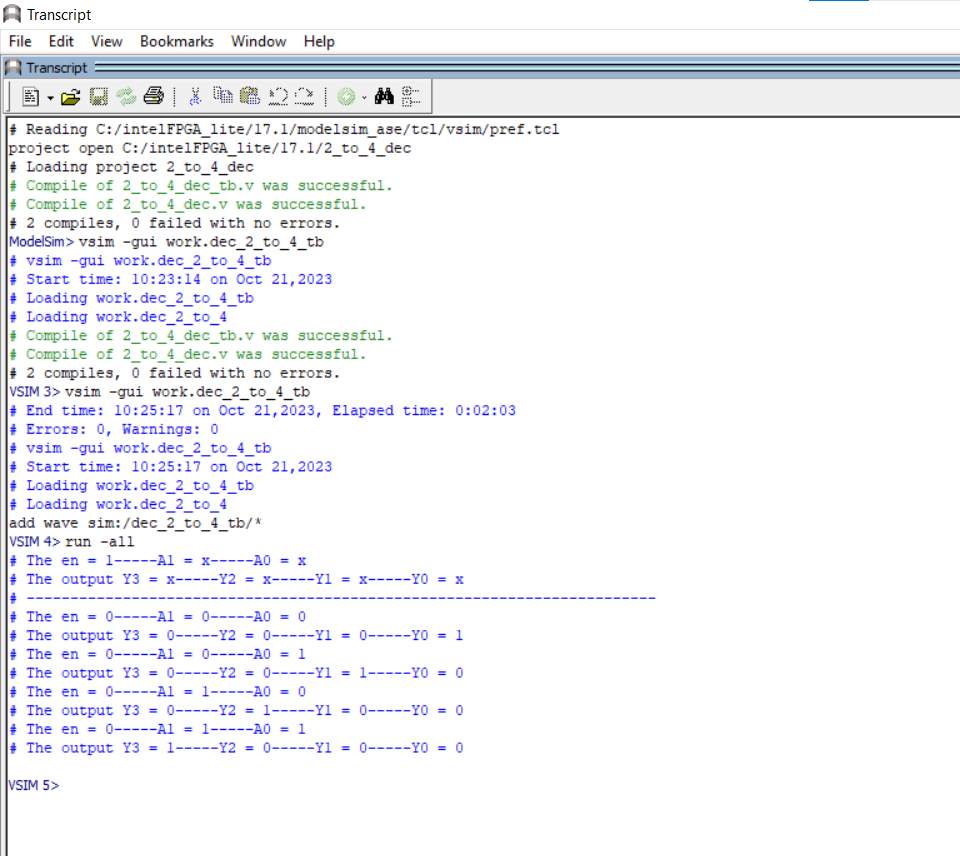 Transcript
File Edit View Bookmarks Window Help
Transcript
# Reading C:/intelFPGA_lite/17.1/modelsim_ase/tcl/vsim/pref.tcl
project open C:/intelFPGA_lite/17.1/2_to_4_dec
# Loading project 2_to_4_dec
# Compile of 2_to_4_dec_tb.v was successful.
# Compile of 2_to_4_dec.v was successful.
# 2 compiles, 0 failed with no errors.
ModelSim> vsim -gui work.dec_2_to_4_tb
# vsim -gui work.dec_2_to_4_tb
# Start time: 10:23:14 on Oct 21,2023
# Loading work.dec_2_to_4_tb
# Loading work.dec_2_to_4
# Compile of 2_to_4_dec_tb.v was successful.
# Compile of 2_to_4_dec.v was successful.
# 2 compiles, 0 failed with no errors.
VSIM 3> vsim -gui work.dec_2_to_4_tb
# End time: 10:25:17 on Oct 21,2023, Elapsed time: 0:02:03
# Errors: 0, Warnings: 0
# vsim -gui work.dec_2_to_4_tb
# Start time: 10:25:17 on Oct 21,2023
# Loading work.dec_2_to_4_tb
# Loading work.dec_2_to_4
add wave sim:/dec_2_to_4_tb/*
VSIM 4> run -all
# The en = 1-----A1 = x-----A0 = x
# The output Y3 = x-----Y2 = x-----Y1 = x-----Y0 = x
# ------------------------------------------------------------------------
# The en = 0-----A1 = 0-----A0 = 0
# The output Y3 = 0-----Y2 = 0-----Y1 = 0-----Y0 = 1
# The en = 0-----A1 = 0-----A0 = 1
# The output Y3 = 0-----Y2 = 0-----Y1 = 1-----Y0 = 0
# The en = 0-----A1 = 1-----A0 = 0
# The output Y3 = 0-----Y2 = 1-----Y1 = 0-----Y0 = 0
# The en = 0-----A1 = 1-----A0 = 1
# The output Y3 = 1-----Y2 = 0-----Y1 = 0-----Y0 = 0
VSIM 5>